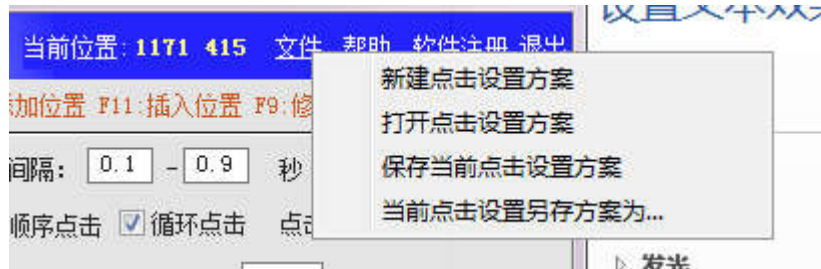 设置文本效果
当前位置: 1171 415 文件 帮助 软件注册 退出
新建点击设置方案
加位置 F11:插入位置 F9:修
打开点击设置方案
间隔: 0.1 - 0.9 秒
保存当前点击设置方案
顺序点击 循环点击 点击
当前点击设置另存方案为...
发光